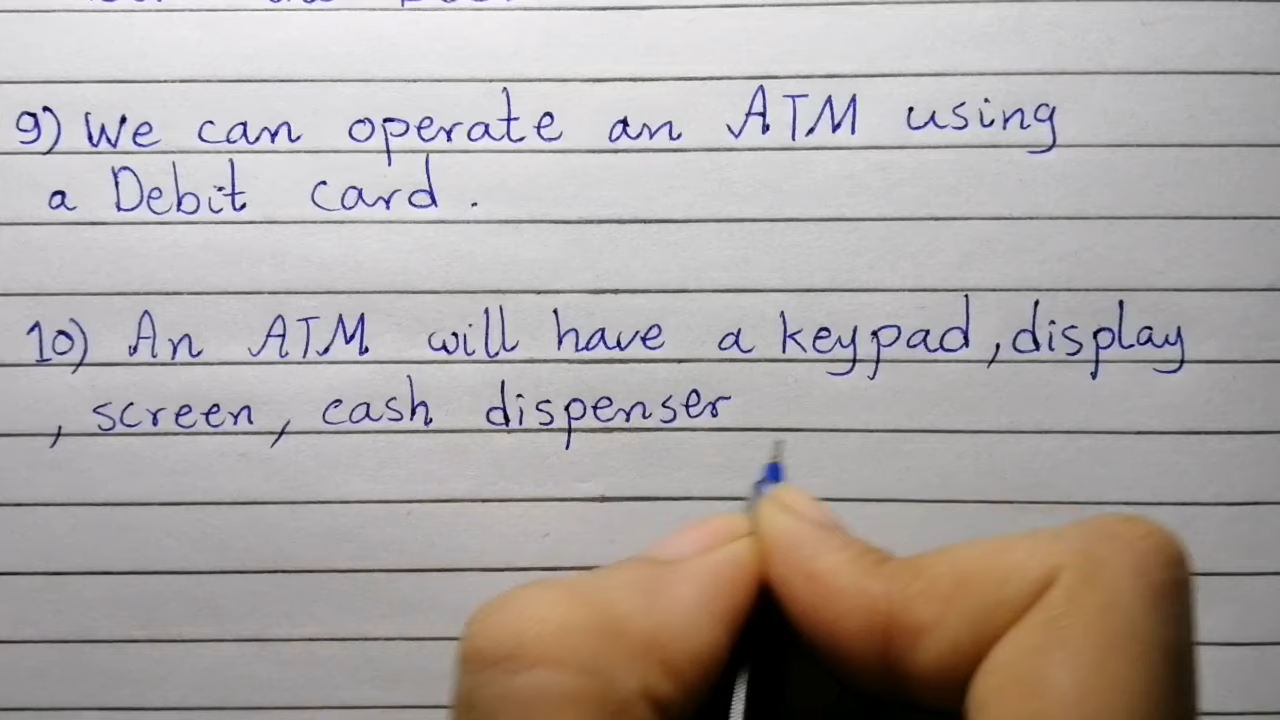 9) We can operate an ATM using
a Debit card.
10) An ATM will have a keypad, display
, screen, cash dispenser